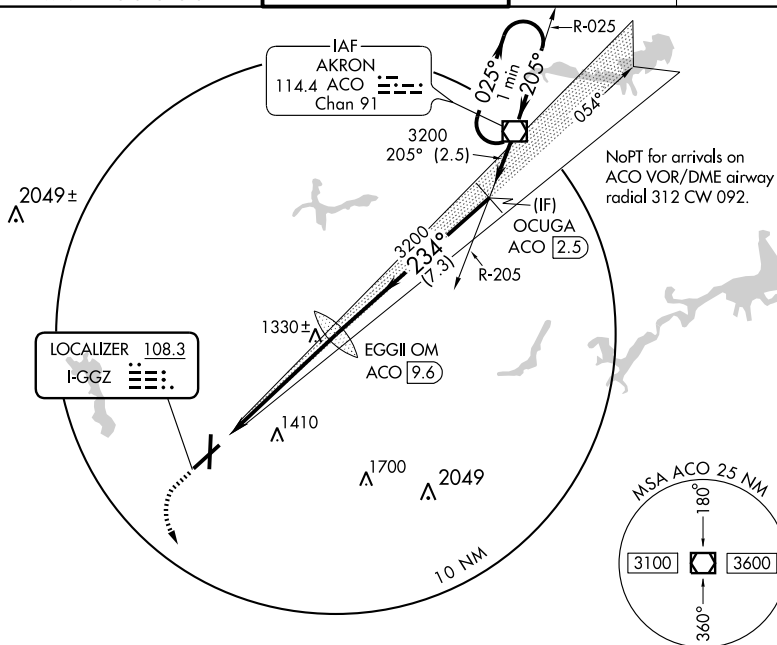 R-025
IAF
AKRON
114.4 ACO
Chan 91
025°
1 min
205°
054°
3200
205° (2.5)
NoPT for arrivals on
ACO VOR/DME airway
radial 312 CW 092.
2049±
(IF)
OCUGA
ACO 2.5
3200
234°
(7.3)
R-205
1330±
EGGII OM
ACO 9.6
LOCALIZER 108.3
I-GGZ
1410
1700
2049
10 NM
MSA ACO 25 NM
180°
3100
3600
360°